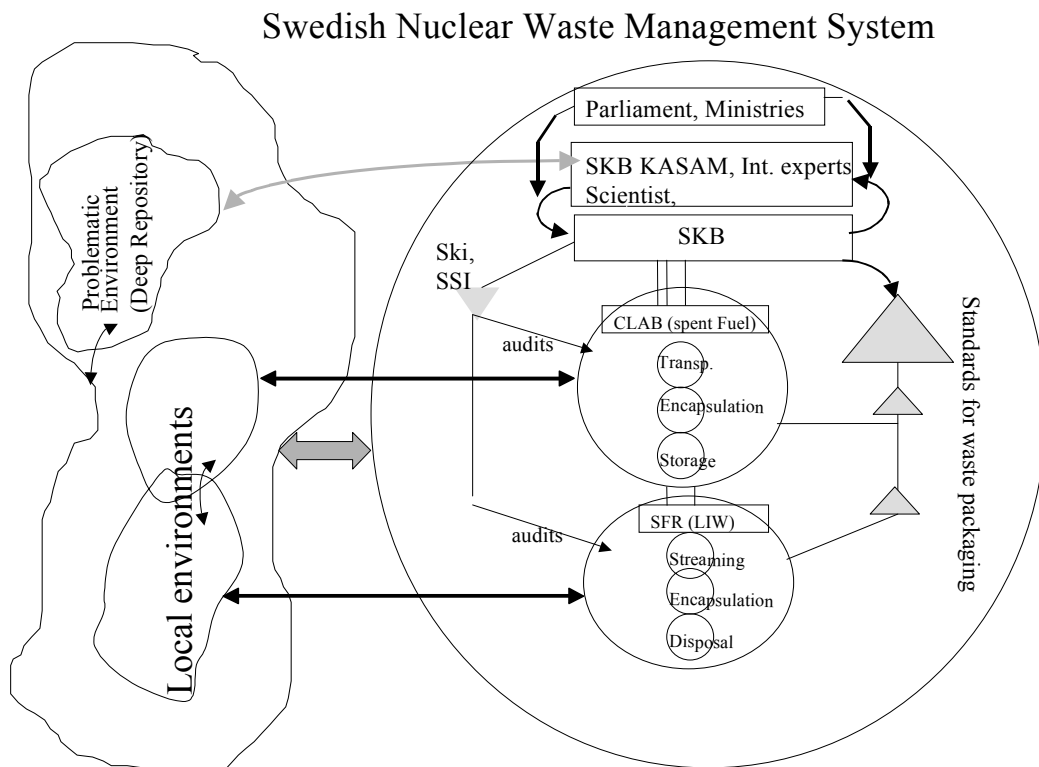 Swedish Nuclear Waste Management System
Parliament, Ministries
SKB KASAM, Int. experts
Scientist,
SKB
Problematic
Environment
(Deep Repository)
Ski,
SSI
CLAB (spent Fuel)
audits
Transp.
Encapsulation
Storage
Standards for waste packaging
Local environments
SFR (LIW)
audits
Streaming
Encapsulation
Disposal